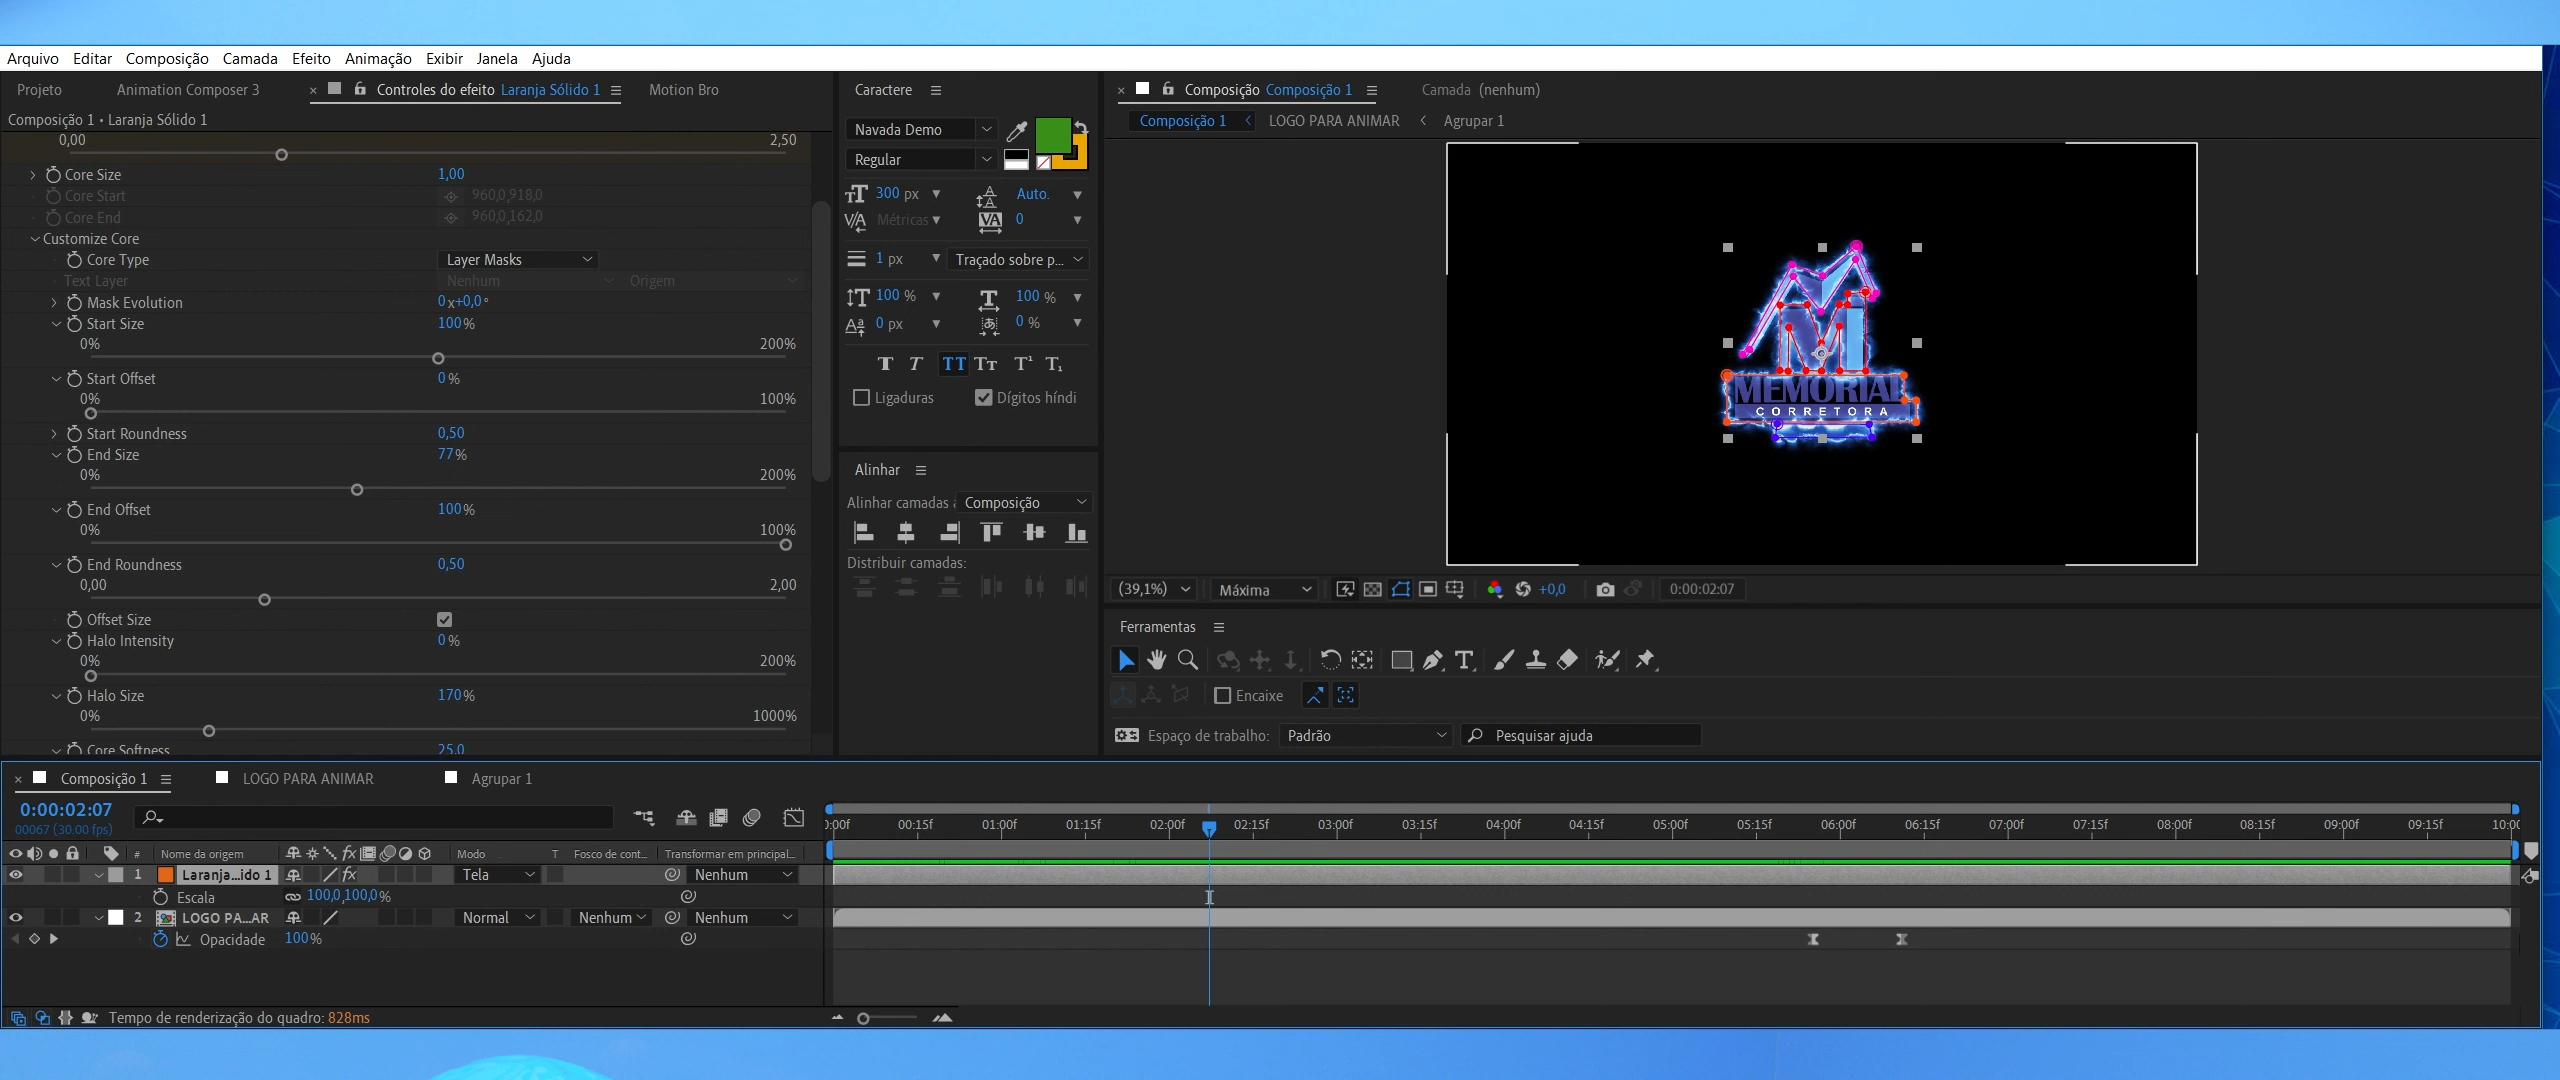 Arquivo Editar Composição Camada Efeito Animação Exibir Janela Ajuda
Projeto Animation Composer 3 × Controles do efeito Laranja Sólido 1 Motion Bro
Composição 1 • Laranja Sólido 1
0,00 2,50
Core Size 1,00
Core Start 960,0,918,0
Core End 960,0,162,0
Customize Core
Core Type Layer Masks
Text Layer Nenhum Origem
Mask Evolution 0x+0,0°
Start Size 100%
0% 200%
Start Offset 0%
0% 100%
Start Roundness 0,50
End Size 77%
0% 200%
End Offset 100%
0% 100%
End Roundness 0,50
0,00 2,00
Offset Size
Halo Intensity 0%
0% 200%
Halo Size 170%
0% 1000%
Core Softness 25,0
Caractere
Navada Demo
Regular
300 px Auto.
Métricas 0
1 px Traçado sobre p...
100 % 100 %
0 px 0 %
T T TT Tт T¹ T₁
Ligaduras Dígitos híndi
Alinhar
Alinhar camadas a Composição
Distribuir camadas:
× Composição Composição 1 Camada (nenhum)
Composição 1 LOGO PARA ANIMAR Agrupar 1
M
MEMORIAL
CORRETORA
(39,1%) Máxima +0,0 0:00:02:07
Ferramentas
Encaixe
Espaço de trabalho: Padrão Pesquisar ajuda
× Composição 1 LOGO PARA ANIMAR Agrupar 1
0:00:02:07
00067 (30.00 fps)
:00f 00:15f 01:00f 01:15f 02:00f 02:15f 03:00f 03:15f 04:00f 04:15f 05:00f 05:15f 06:00f 06:15f 07:00f 07:15f 08:00f 08:15f 09:00f 09:15f 10:00
# Nome da origem fx Modo T Fosco de cont... Transformar em principal...
1 Laranja...ido 1 fx Tela Nenhum
Escala 100,0,100,0%
2 LOGO PA...AR Normal Nenhum Nenhum
Opacidade 100%
Tempo de renderização do quadro: 828ms